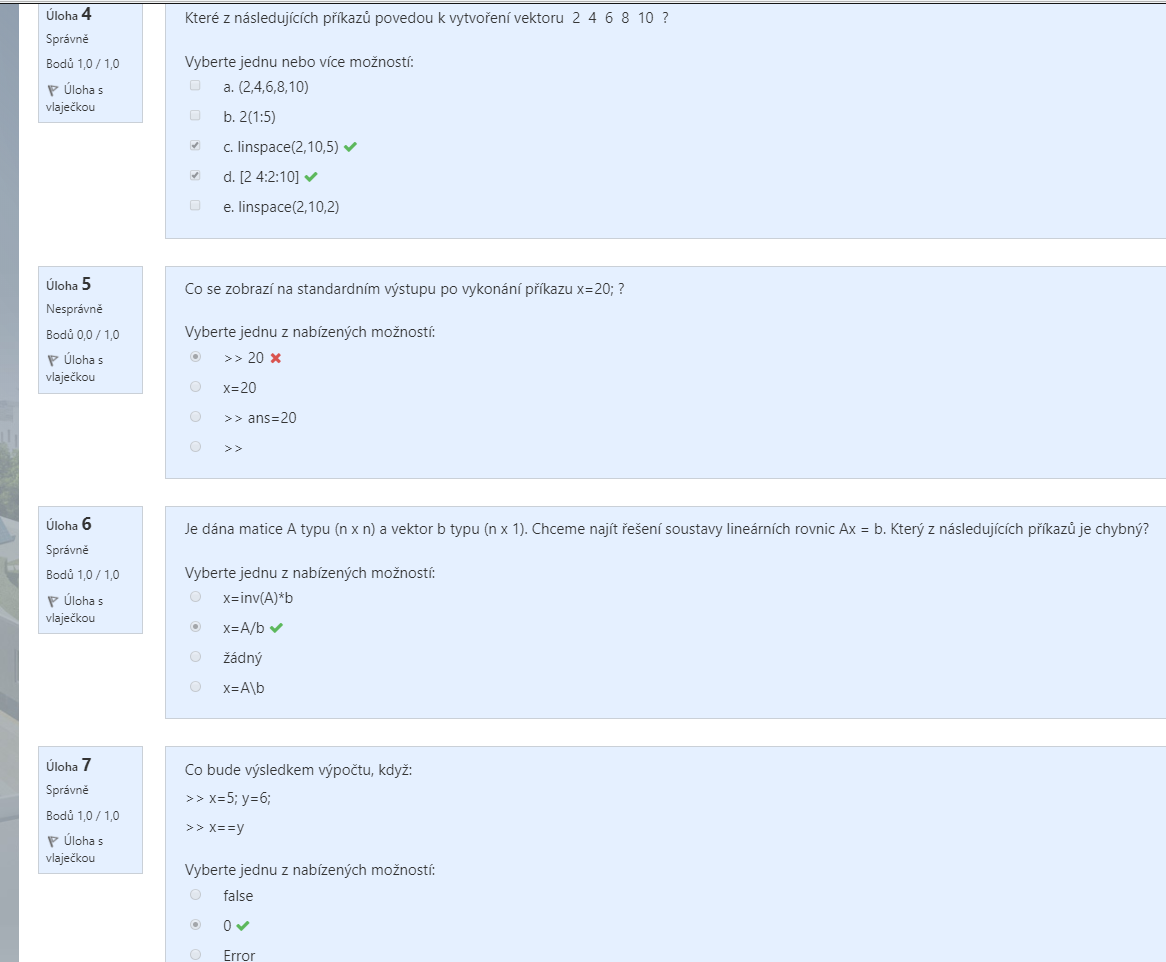 Úloha 4
Správně
Bodů 1,0 / 1,0
Úloha s
vlaječkou
Které z následujících příkazů povedou k vytvoření vektoru 2 4 6 8 10 ?
Vyberte jednu nebo více možností:
a. (2,4,6,8,10)
b. 2(1:5)
c. linspace(2,10,5)
d. [2 4:2:10]
e. linspace(2,10,2)
Úloha 5
Nesprávně
Bodů 0,0 / 1,0
Úloha s
vlaječkou
Co se zobrazí na standardním výstupu po vykonání příkazu x=20; ?
Vyberte jednu z nabízených možností:
>> 20
x=20
>> ans=20
>>
Úloha 6
Správně
Bodů 1,0 / 1,0
Úloha s
vlaječkou
Je dána matice A typu (n x n) a vektor b typu (n x 1). Chceme najít řešení soustavy lineárních rovnic Ax = b. Který z následujících příkazů je chybný?
Vyberte jednu z nabízených možností:
x=inv(A)*b
x=A/b
žádný
x=A\b
Úloha 7
Správně
Bodů 1,0 / 1,0
Úloha s
vlaječkou
Co bude výsledkem výpočtu, když:
>> x=5; y=6;
>> x==y
Vyberte jednu z nabízených možností:
false
0
Error